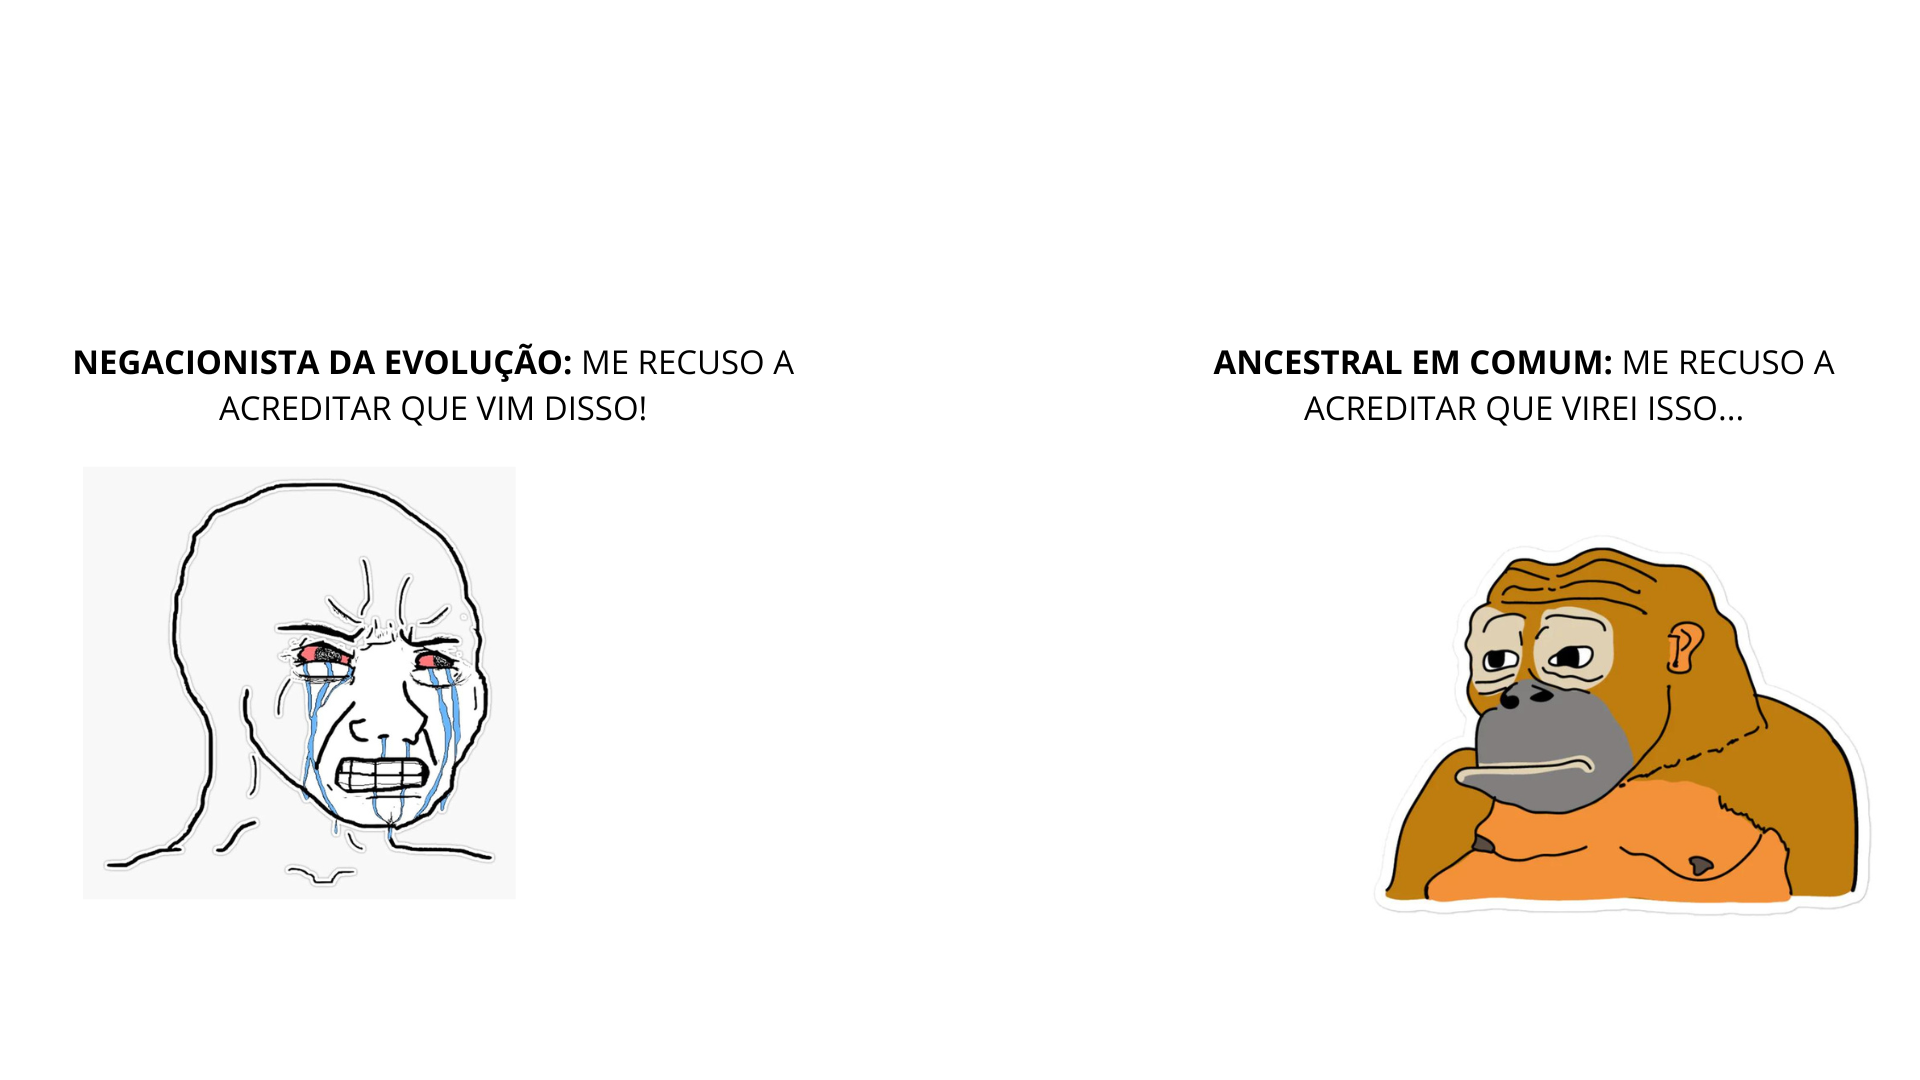 NEGACIONISTA DA EVOLUÇÃO: ME RECUSO A
ACREDITAR QUE VIM DISSO!
ANCESTRAL EM COMUM: ME RECUSO A
ACREDITAR QUE VIREI ISSO...